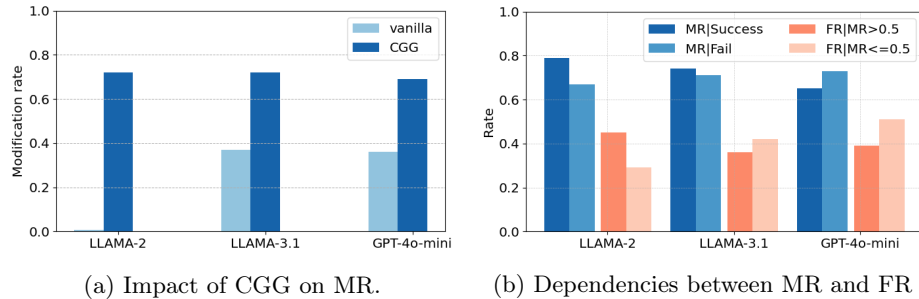 1.0
0.8
0.6
0.4
0.2
0.0
Modification rate
vanilla
CGG
LLAMA-2
LLAMA-3.1
GPT-4o-mini
(a) Impact of CGG on MR.
1.0
0.8
0.6
0.4
0.2
0.0
Rate
MR|Success
MR|Fail
FR|MR>0.5
FR|MR<=0.5
LLAMA-2
LLAMA-3.1
GPT-4o-mini
(b) Dependencies between MR and FR